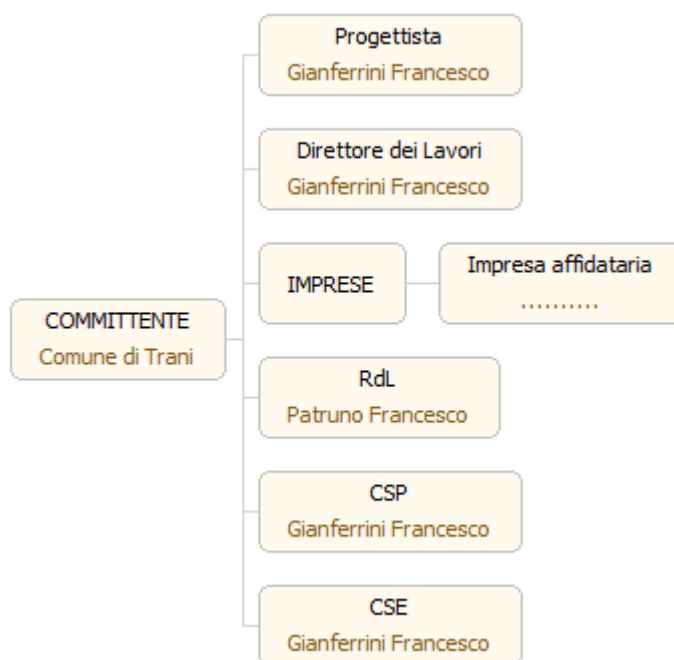 Progettista
Gianferrini Francesco
Direttore dei Lavori
Gianferrini Francesco
IMPRESE
Impresa affidataria
..........
COMMITTENTE
Comune di Trani
RdL
Patruno Francesco
CSP
Gianferrini Francesco
CSE
Gianferrini Francesco